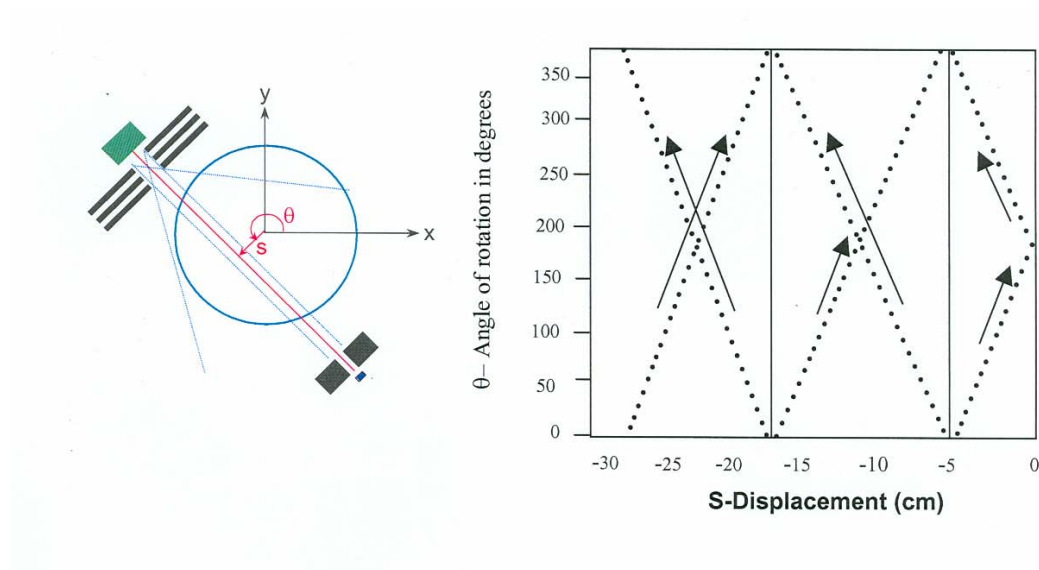 y
θ
x
s
θ– Angle of rotation in degrees
350
300
250
200
150
100
50
0
-30 -25 -20 -15 -10 -5 0
S-Displacement (cm)